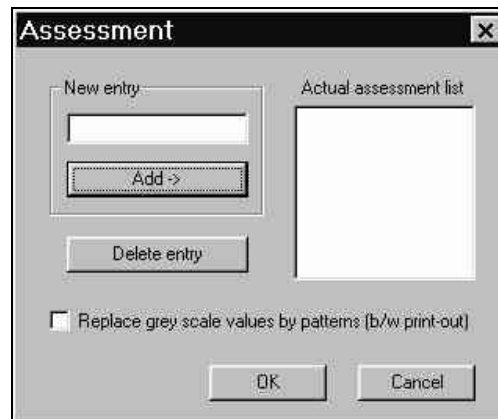 Assessment
New entry
Actual assessment list
Add ->
Delete entry
Replace grey scale values by patterns (b/w print-out)
OK
Cancel